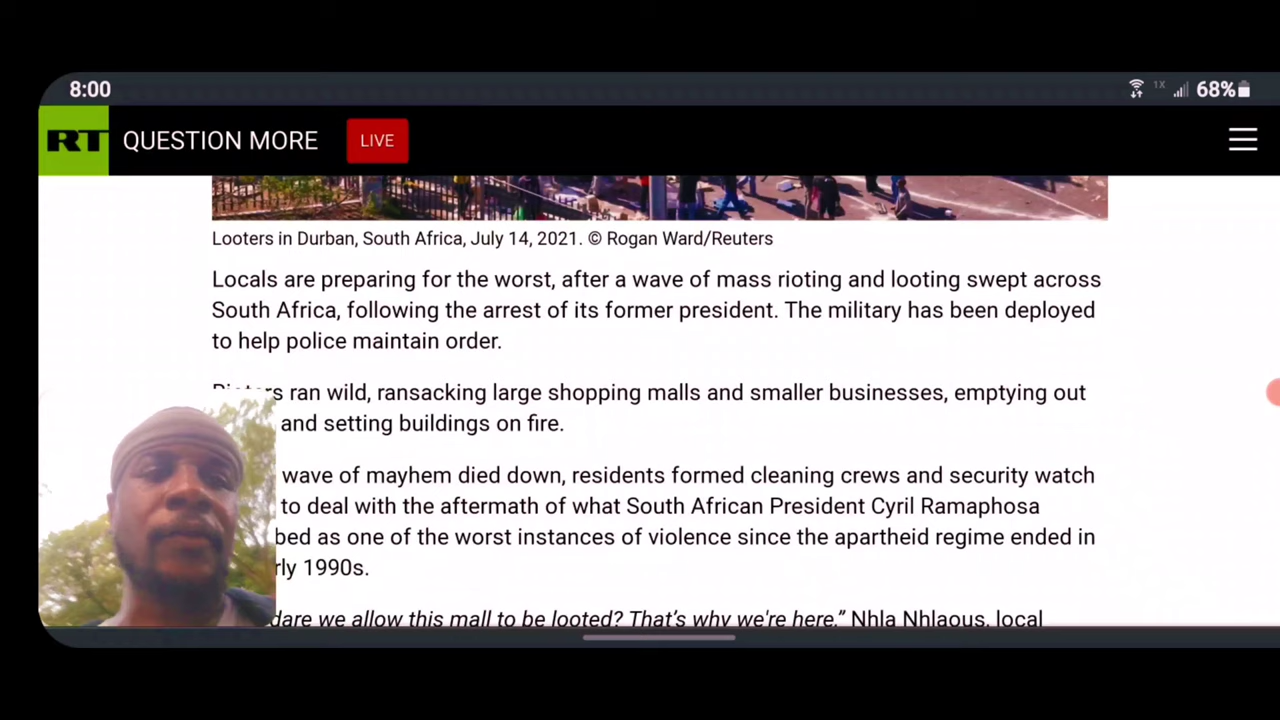 8:00
1X
68%
RT
QUESTION MORE
LIVE
Looters in Durban, South Africa, July 14, 2021. © Rogan Ward/Reuters
Locals are preparing for the worst, after a wave of mass rioting and looting swept across
South Africa, following the arrest of its former president. The military has been deployed
to help police maintain order.
ran wild, ransacking large shopping malls and smaller businesses, emptying out
and setting buildings on fire.
wave of mayhem died down, residents formed cleaning crews and security watch
to deal with the aftermath of what South African President Cyril Ramaphosa
bed as one of the worst instances of violence since the apartheid regime ended in
rly 1990s.
dare we allow this mall to be looted? That's why we're here.” Nhla Nhlaous, local